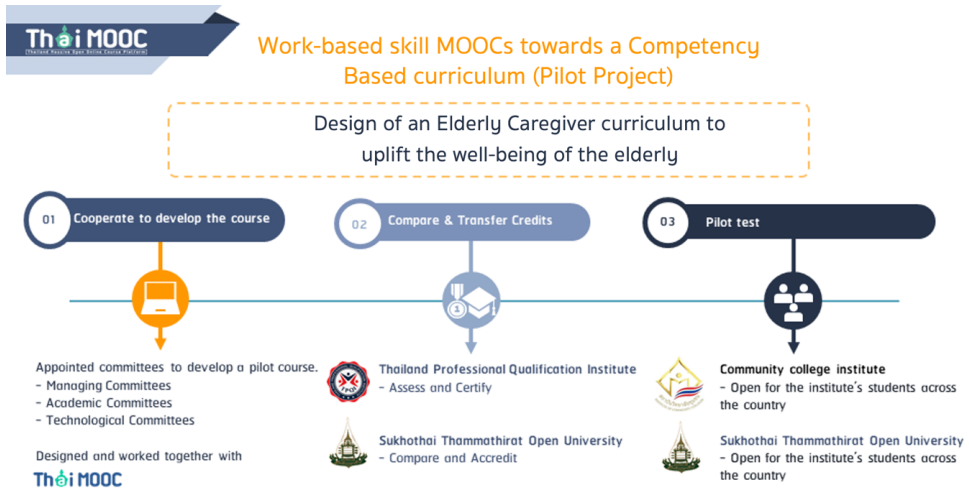 Thai MOOC
(Thailand Massive Open Online Course Platform)
Work-based skill MOOCs towards a Competency
Based curriculum (Pilot Project)
Design of an Elderly Caregiver curriculum to
uplift the well-being of the elderly
01
Cooperate to develop the course
02
Compare & Transfer Credits
03
Pilot test
1
Appointed committees to develop a pilot course.
- Managing Committees
- Academic Committees
- Technological Committees
Designed and worked together with
Thai MOOC
TPQI
Thailand Professional Qualification Institute
- Assess and Certify
Sukhothai Thammathirat Open University
- Compare and Accredit
Community college institute
- Open for the institute's students across
the country
Sukhothai Thammathirat Open University
- Open for the institute's students across
the country